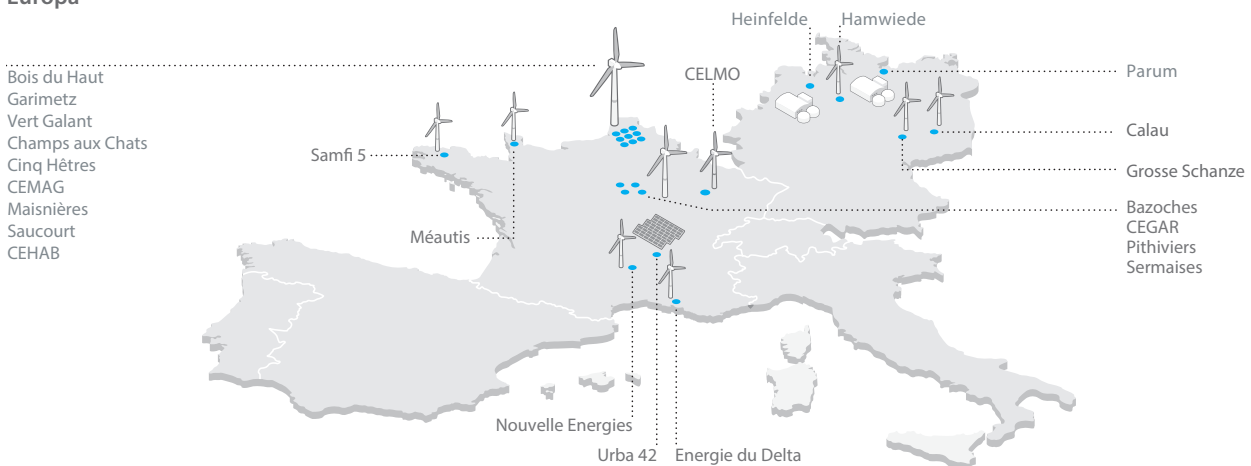 Europa
Heinfelde
Hamwiede
Bois du Haut
Garimetz
Vert Galant
Champs aux Chats
Cinq Hêtres
CEMAG
Maisnières
Saucourt
CEHAB
CELMO
Parum
Samfi 5
Calau
Grosse Schanze
Méautis
Bazoches
CEGAR
Pithiviers
Sermaises
Nouvelle Energies
Urba 42
Energie du Delta